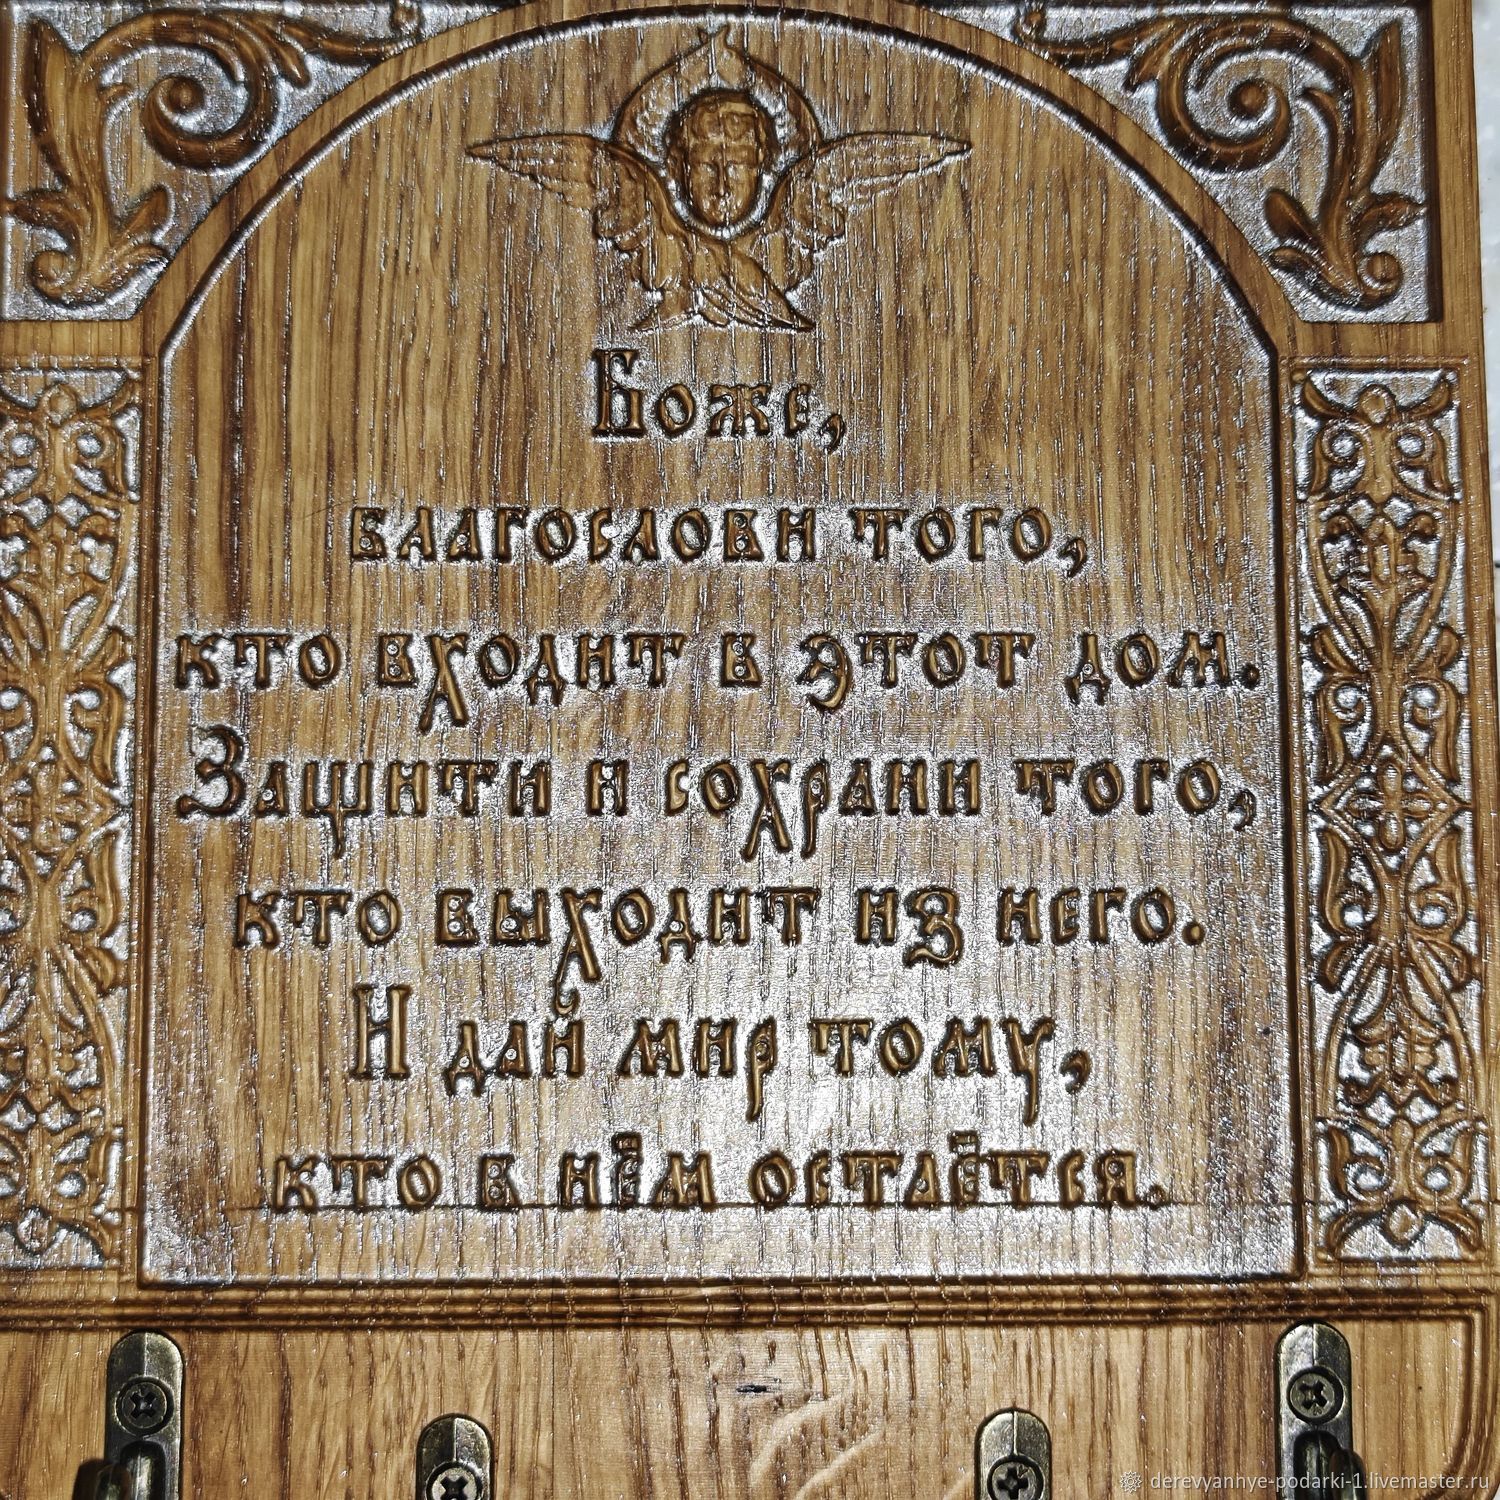 Боже,
благослови того,
кто входит в этот дом.
Защити и сохрани того,
кто выходит из него.
И дай мир тому,
кто в нём остаётся.
derevyannye-podarki-1.livemaster.ru